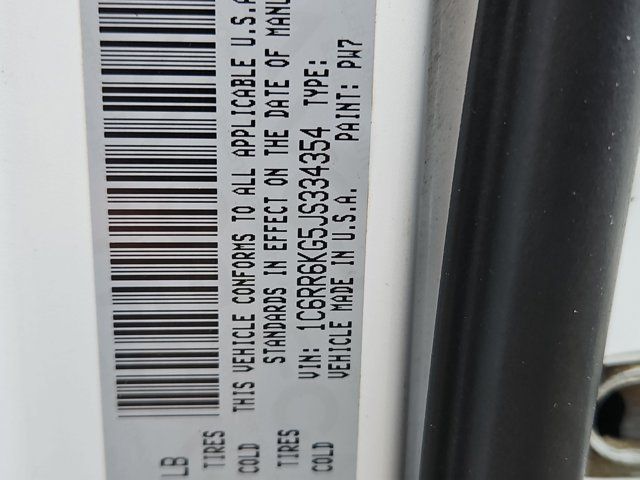 LB
TIRES
COLD
THIS VEHICLE CONFORMS TO ALL APPLICABLE U.S.A
STANDARDS IN EFFECT ON THE DATE OF MANU
TIRES
COLD
VIN: 1C6RR6KG5JS334354 TYPE:
VEHICLE MADE IN U.S.A. PAINT: PW7